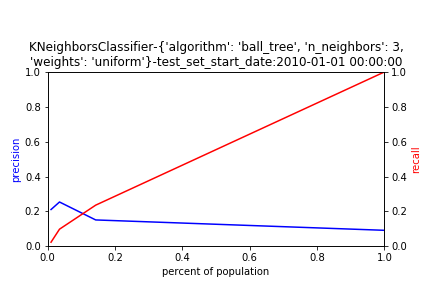 KNeighborsClassifier-{'algorithm': 'ball_tree', 'n_neighbors': 3,
'weights': 'uniform'}-test_set_start_date:2010-01-01 00:00:00
1.0
0.8
0.6
0.4
0.2
0.0
precision
1.0
0.8
0.6
0.4
0.2
0.0
recall
0.0 0.2 0.4 0.6 0.8 1.0
percent of population